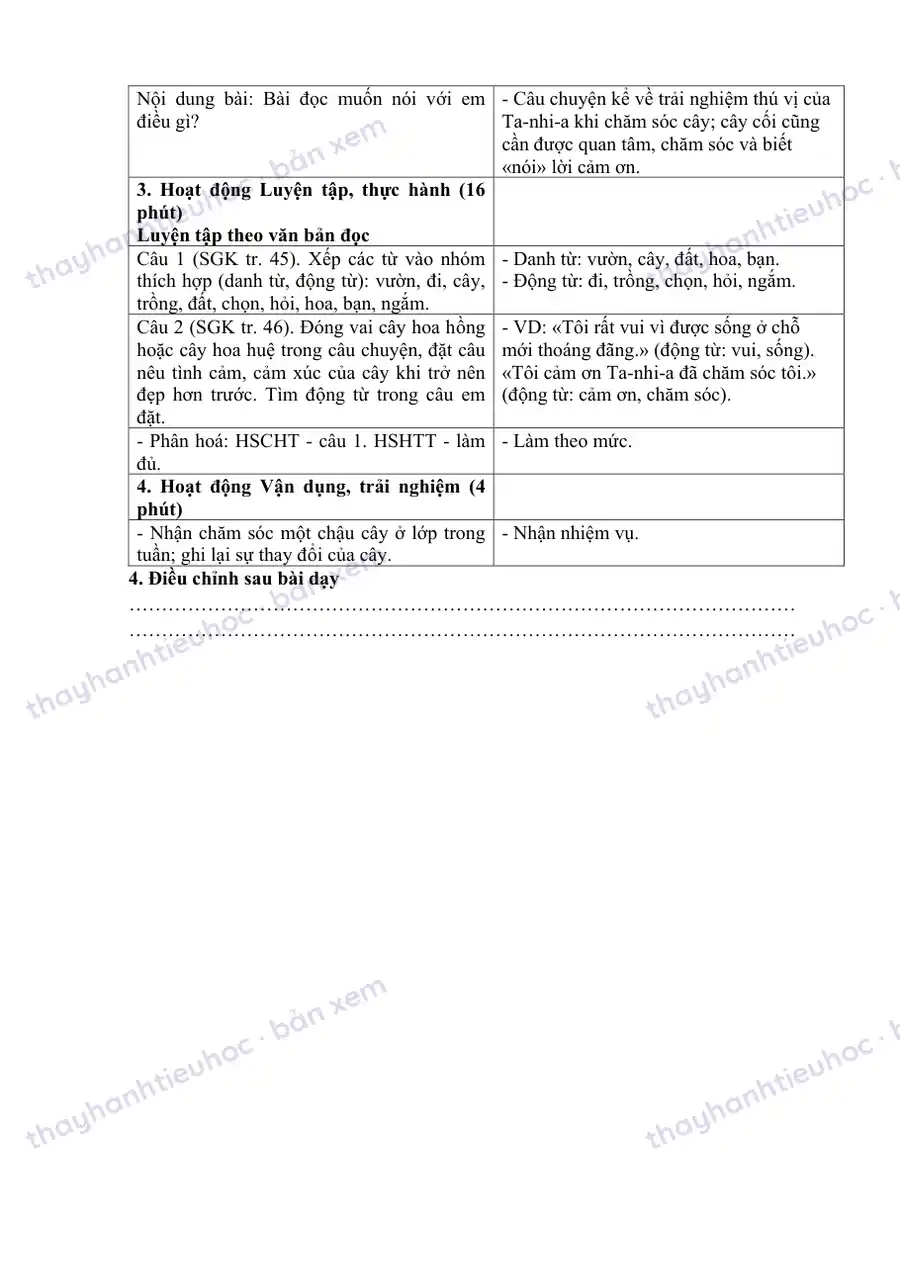 Nội dung bài: Bài đọc muốn nói với em
điều gì?
- Câu chuyện kể về trải nghiệm thú vị của
Ta-nhi-a khi chăm sóc cây; cây cối cũng
cần được quan tâm, chăm sóc và biết
«nói» lời cảm ơn.
3. Hoạt động Luyện tập, thực hành (16
phút)
Luyện tập theo văn bản đọc
Câu 1 (SGK tr. 45). Xếp các từ vào nhóm
thích hợp (danh từ, động từ): vườn, đi, cây,
trồng, đất, chọn, hỏi, hoa, bạn, ngắm.
- Danh từ: vườn, cây, đất, hoa, bạn.
- Động từ: đi, trồng, chọn, hỏi, ngắm.
Câu 2 (SGK tr. 46). Đóng vai cây hoa hồng
hoặc cây hoa huệ trong câu chuyện, đặt câu
nêu tình cảm, cảm xúc của cây khi trở nên
đẹp hơn trước. Tìm động từ trong câu em
đặt.
- VD: «Tôi rất vui vì được sống ở chỗ
mới thoáng đãng.» (động từ: vui, sống).
«Tôi cảm ơn Ta-nhi-a đã chăm sóc tôi.»
(động từ: cảm ơn, chăm sóc).
- Phân hoá: HSCHT - câu 1. HSHTT - làm
đủ.
- Làm theo mức.
4. Hoạt động Vận dụng, trải nghiệm (4
phút)
- Nhận chăm sóc một chậu cây ở lớp trong
tuần; ghi lại sự thay đổi của cây.
- Nhận nhiệm vụ.
4. Điều chỉnh sau bài dạy
……………………………………………………………………………………
……………………………………………………………………………………
thayhanhtieuhoc · bản xem
thayhanhtieuhoc · b
thayhanhtieuhoc · bản xem
thayhanhtieuhoc · b
thayhanhtieuhoc · bản xem
thayhanhtieuhoc · b